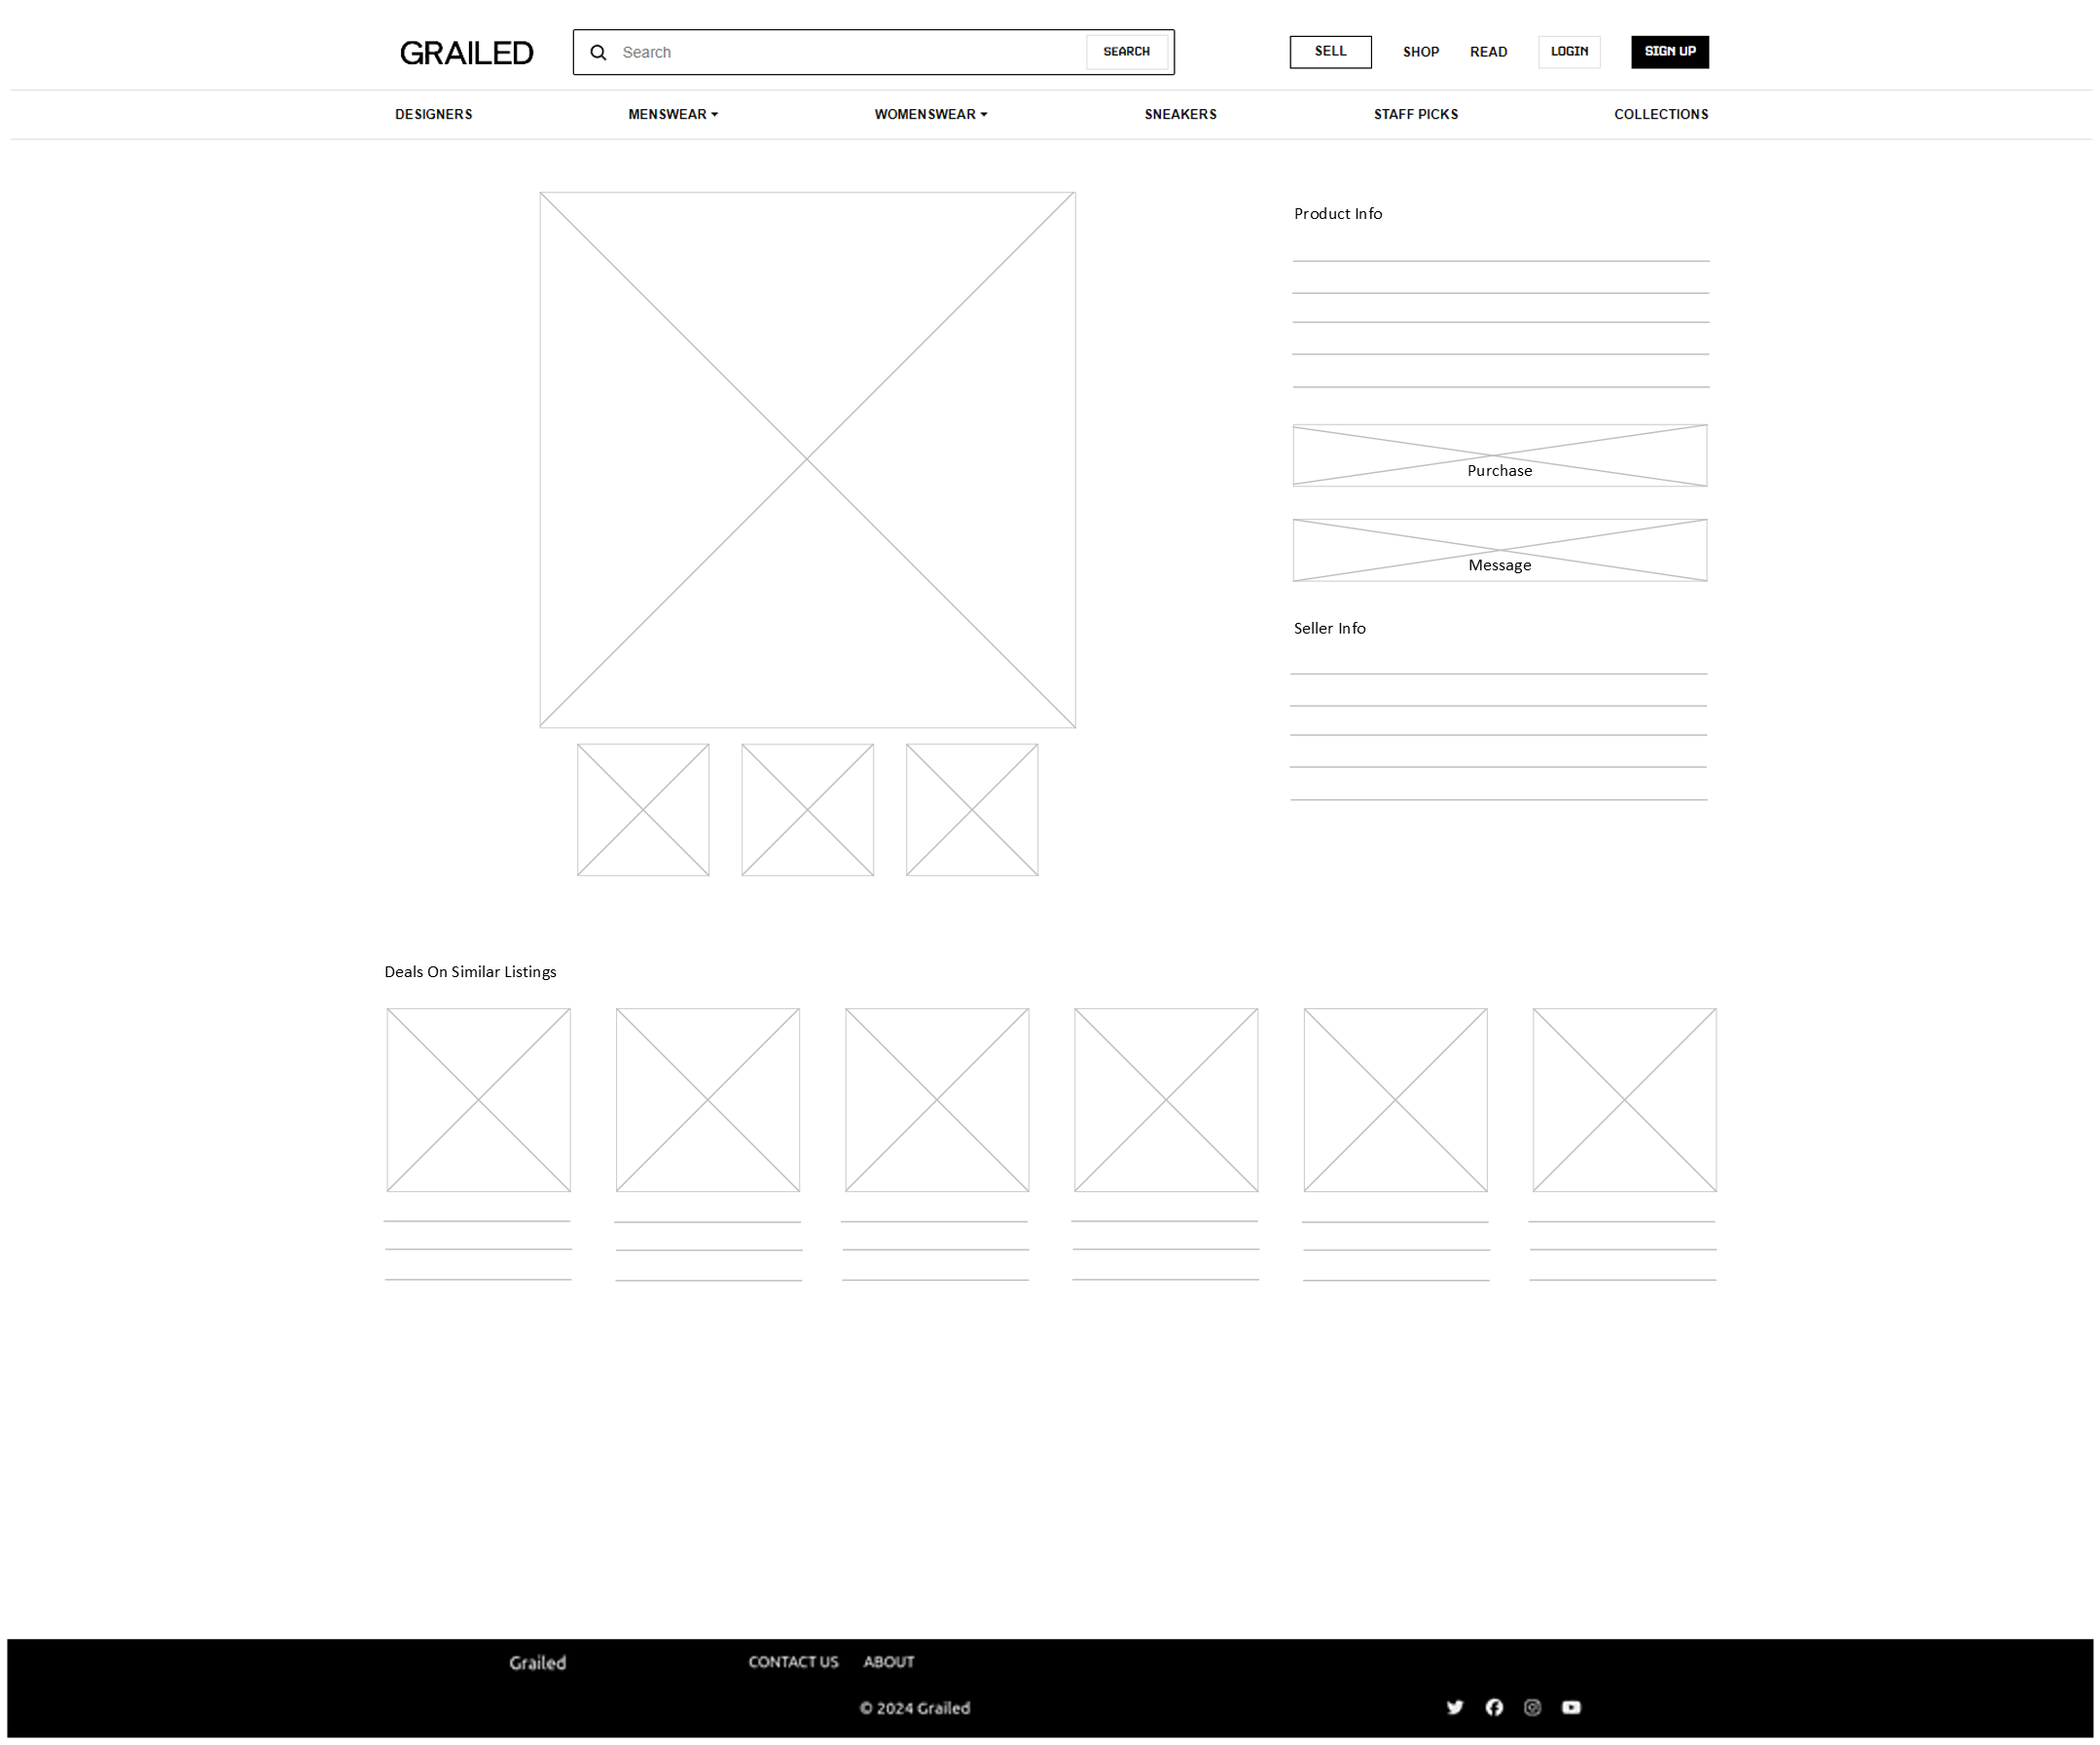 GRAILED
Search
SEARCH
SELL
SHOP
READ
LOGIN
SIGN UP
DESIGNERS
MENSWEAR
WOMENSWEAR
SNEAKERS
STAFF PICKS
COLLECTIONS
Product Info
Purchase
Message
Seller Info
Deals On Similar Listings
Grailed
CONTACT US
ABOUT
© 2024 Grailed